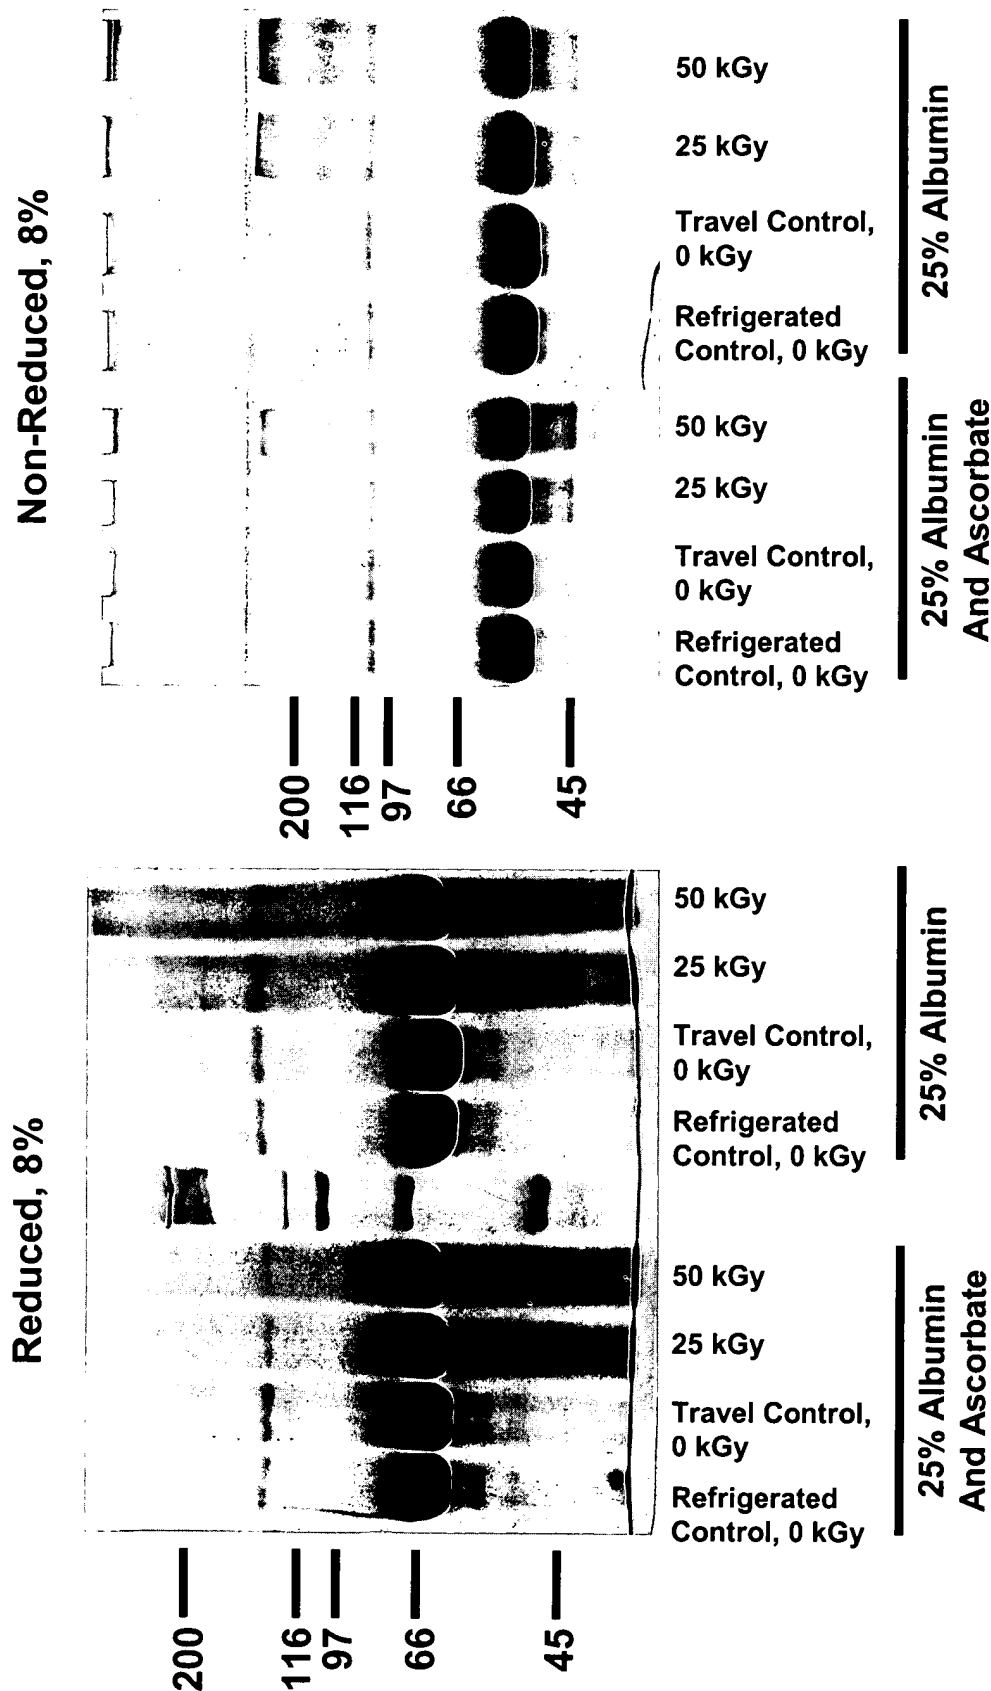 Non-Reduced, 8%
50 kGy
25 kGy
Travel Control,
0 kGy
Refrigerated
Control, 0 kGy
50 kGy
25 kGy
Travel Control,
0 kGy
Refrigerated
Control, 0 kGy
25% Albumin
25% Albumin
And Ascorbate
200
116
97
66
45
Reduced, 8%
50 kGy
25 kGy
Travel Control,
0 kGy
Refrigerated
Control, 0 kGy
50 kGy
25 kGy
Travel Control,
0 kGy
Refrigerated
Control, 0 kGy
25% Albumin
25% Albumin
And Ascorbate
200
116
97
66
45